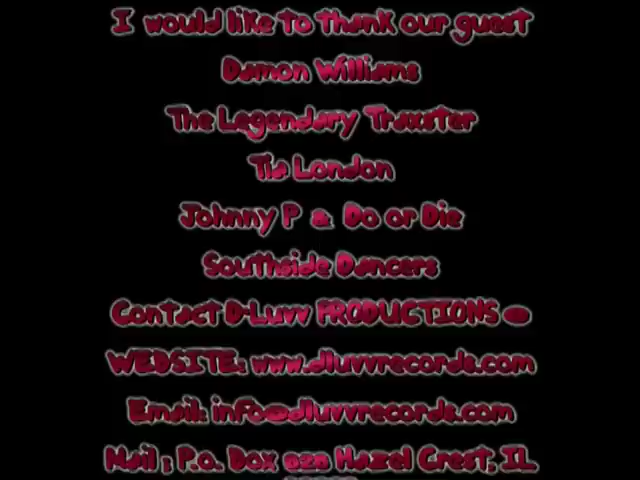 I would like to thank our guest
Damon Williams
The Legendary Traxster
Tia London
Johnny P & Do or Die
Southside Dancers
Contact D-Luvv PRODUCTIONS @
WEBSITE: www.dluvvrecords.com
Email: info@dluvvrecords.com
Mail : P.o. Box Hazel Crest, IL